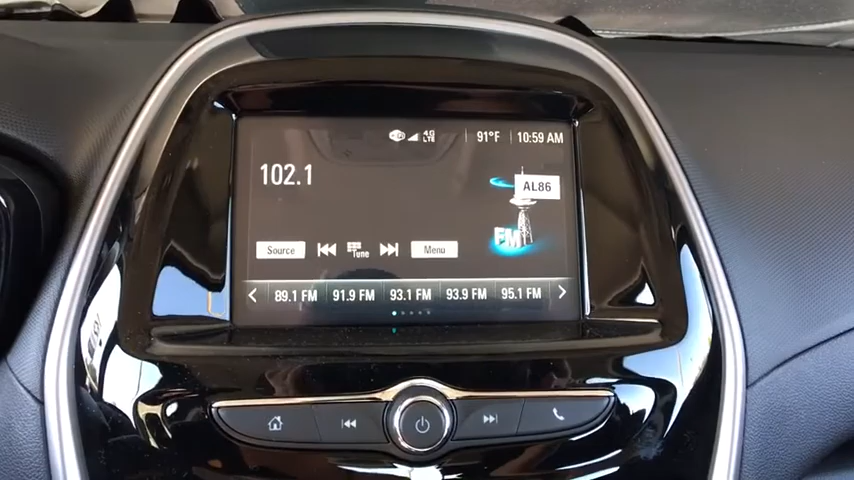 4G LTE 91°F 10:59 AM
102.1
AL86
FM
Source Tune Menu
89.1 FM 91.9 FM 93.1 FM 93.9 FM 95.1 FM